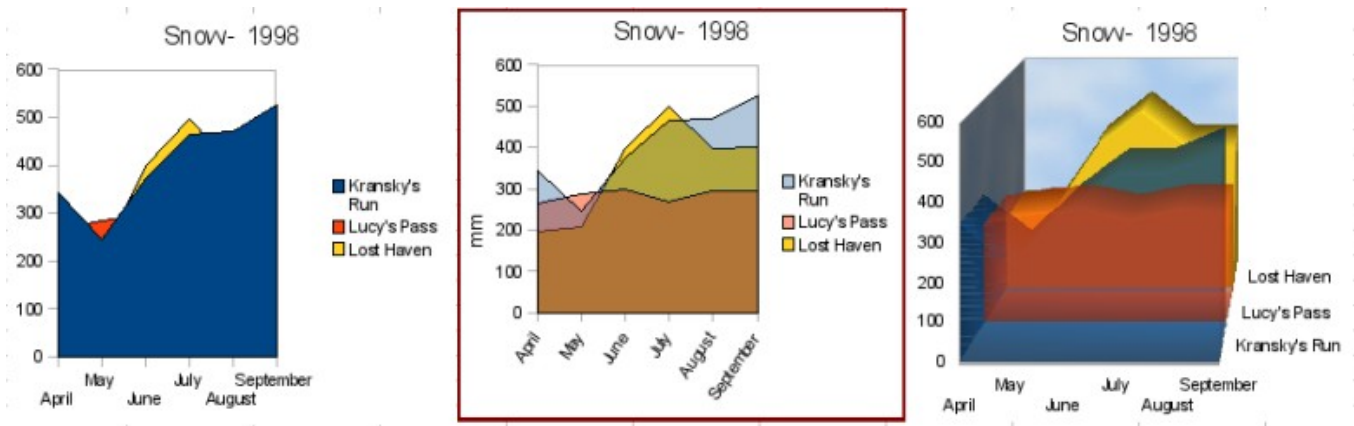 Snow- 1998
600
500
400
300
200
100
0
April
May
June
July
August
September
Kransky's
Run
Lucy's Pass
Lost Haven
Snow- 1998
mm
600
500
400
300
200
100
0
April
May
June
July
August
September
Kransky's
Run
Lucy's Pass
Lost Haven
Snow- 1998
600
500
400
300
200
100
0
April
May
June
July
August
September
Lost Haven
Lucy's Pass
Kransky's Run